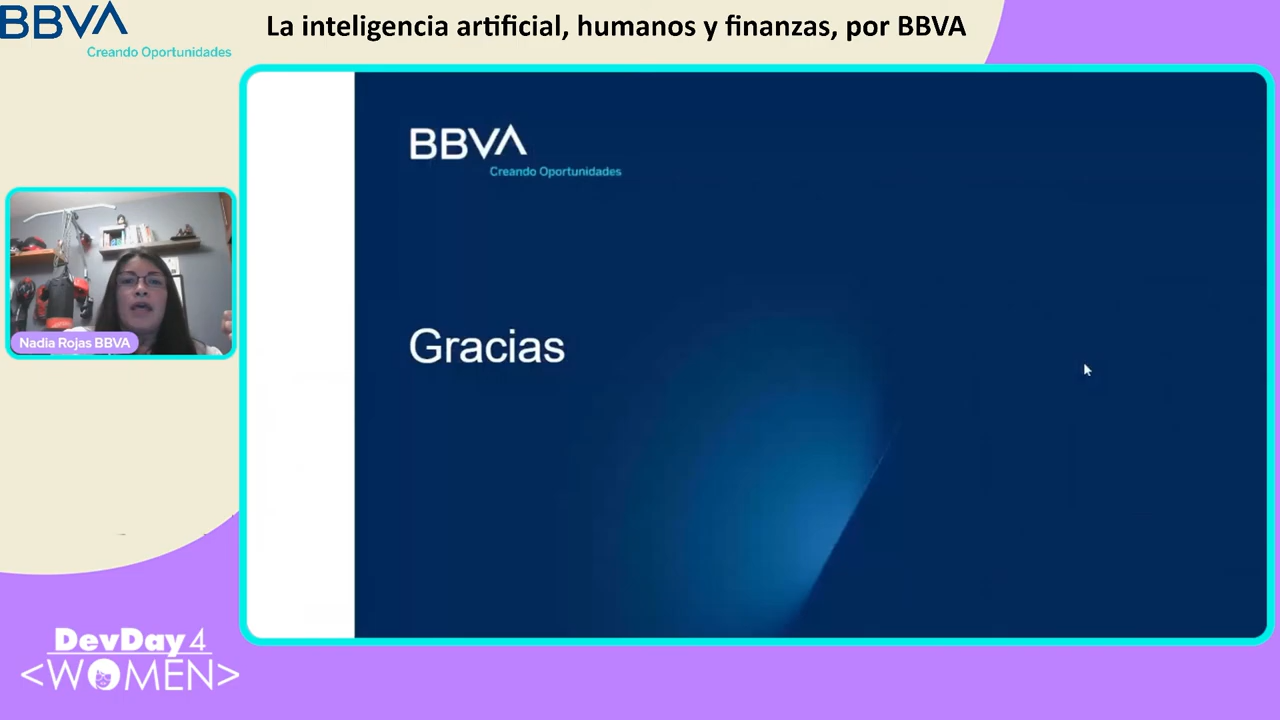 BBVA
Creando Oportunidades
La inteligencia artificial, humanos y finanzas, por BBVA
BBVA
Creando Oportunidades
Gracias
Nadia Rojas BBVA
DevDay4
<WOMEN>